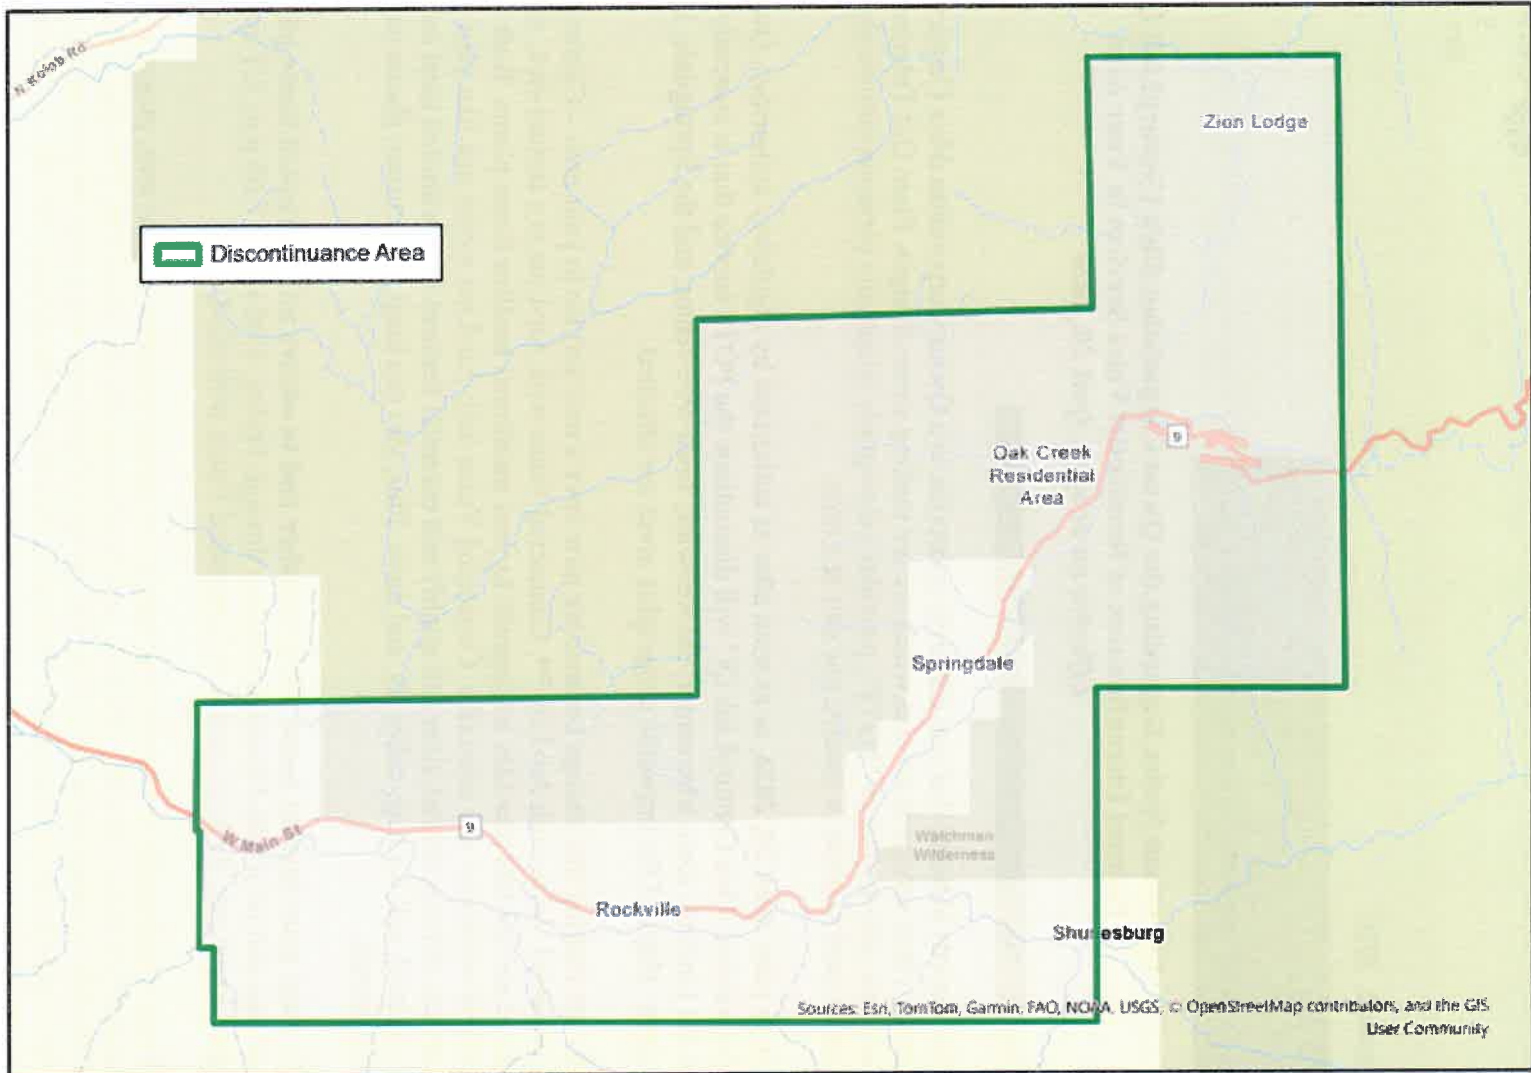 N Kolob Rd
Zion Lodge
Discontinuance Area
9
Oak Creek
Residential
Area
Springdale
W Main St
9
Watchman
Wilderness
Rockville
Shunesburg
Sources: Esri, TomTom, Garmin, FAO, NOAA, USGS, © OpenStreetMap contributors, and the GIS
User Community